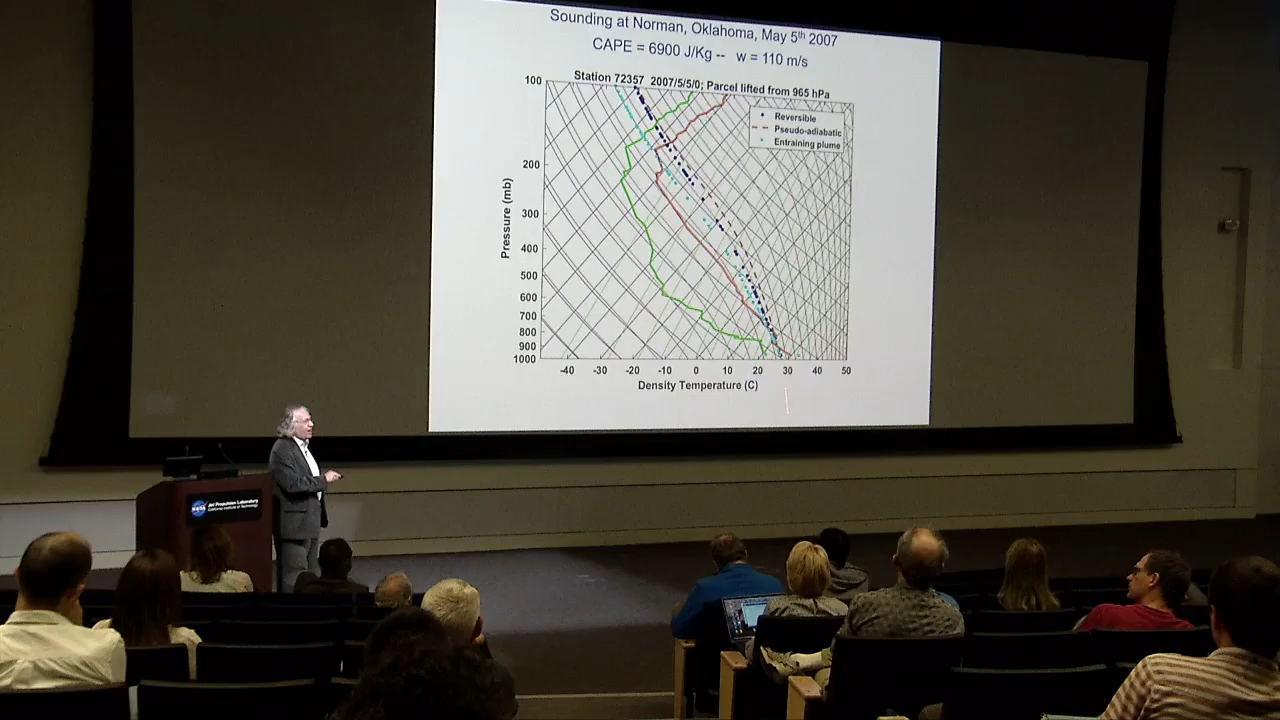 Sounding at Norman, Oklahoma, May 5th 2007
CAPE = 6900 J/Kg -- w = 110 m/s
Station 72357 2007/5/5/0; Parcel lifted from 965 hPa
Reversible
Pseudo-adiabatic
Entraining plume
Pressure (mb)
100
200
300
400
500
600
700
800
900
1000
-40 -30 -20 -10 0 10 20 30 40 50
Density Temperature (C)
NASA
Jet Propulsion Laboratory
California Institute of Technology